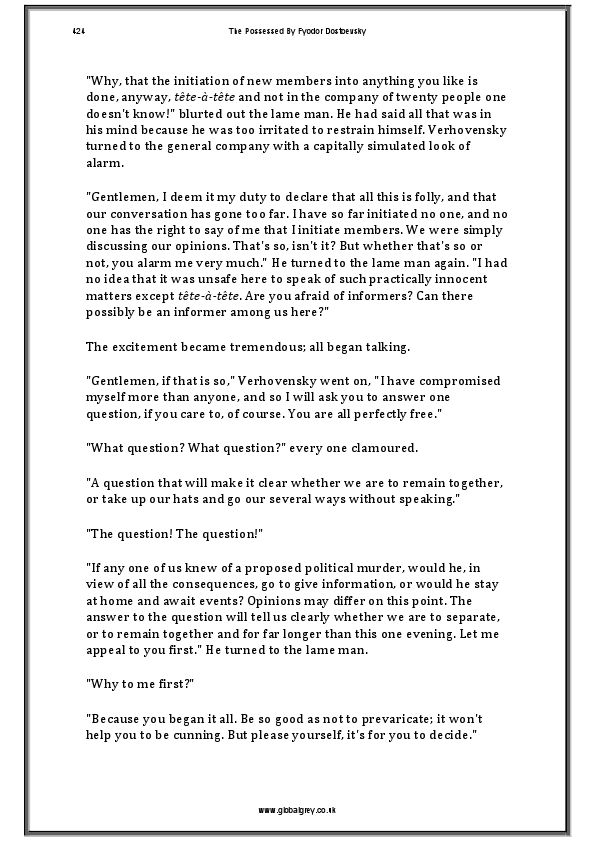 424
The Possessed By Fyodor Dostoevsky
"Why, that the initiation of new members into anything you like is
done, anyway, tête-à-tête and not in the company of twenty people one
doesn't know!" blurted out the lame man. He had said all that was in
his mind because he was too irritated to restrain himself. Verhovensky
turned to the general company with a capitally simulated look of
alarm.
"Gentlemen, I deem it my duty to declare that all this is folly, and that
our conversation has gone too far. I have so far initiated no one, and no
one has the right to say of me that I initiate members. We were simply
discussing our opinions. That's so, isn't it? But whether that's so or
not, you alarm me very much." He turned to the lame man again. "I had
no idea that it was unsafe here to speak of such practically innocent
matters except tête-à-tête. Are you afraid of informers? Can there
possibly be an informer among us here?"
The excitement became tremendous; all began talking.
"Gentlemen, if that is so," Verhovensky went on, "I have compromised
myself more than anyone, and so I will ask you to answer one
question, if you care to, of course. You are all perfectly free."
"What question? What question?" every one clamoured.
"A question that will make it clear whether we are to remain together,
or take up our hats and go our several ways without speaking."
"The question! The question!"
"If any one of us knew of a proposed political murder, would he, in
view of all the consequences, go to give information, or would he stay
at home and await events? Opinions may differ on this point. The
answer to the question will tell us clearly whether we are to separate,
or to remain together and for far longer than this one evening. Let me
appeal to you first." He turned to the lame man.
"Why to me first?"
"Because you began it all. Be so good as not to prevaricate; it won't
help you to be cunning. But please yourself, it's for you to decide."
www.globalgrey.co.uk